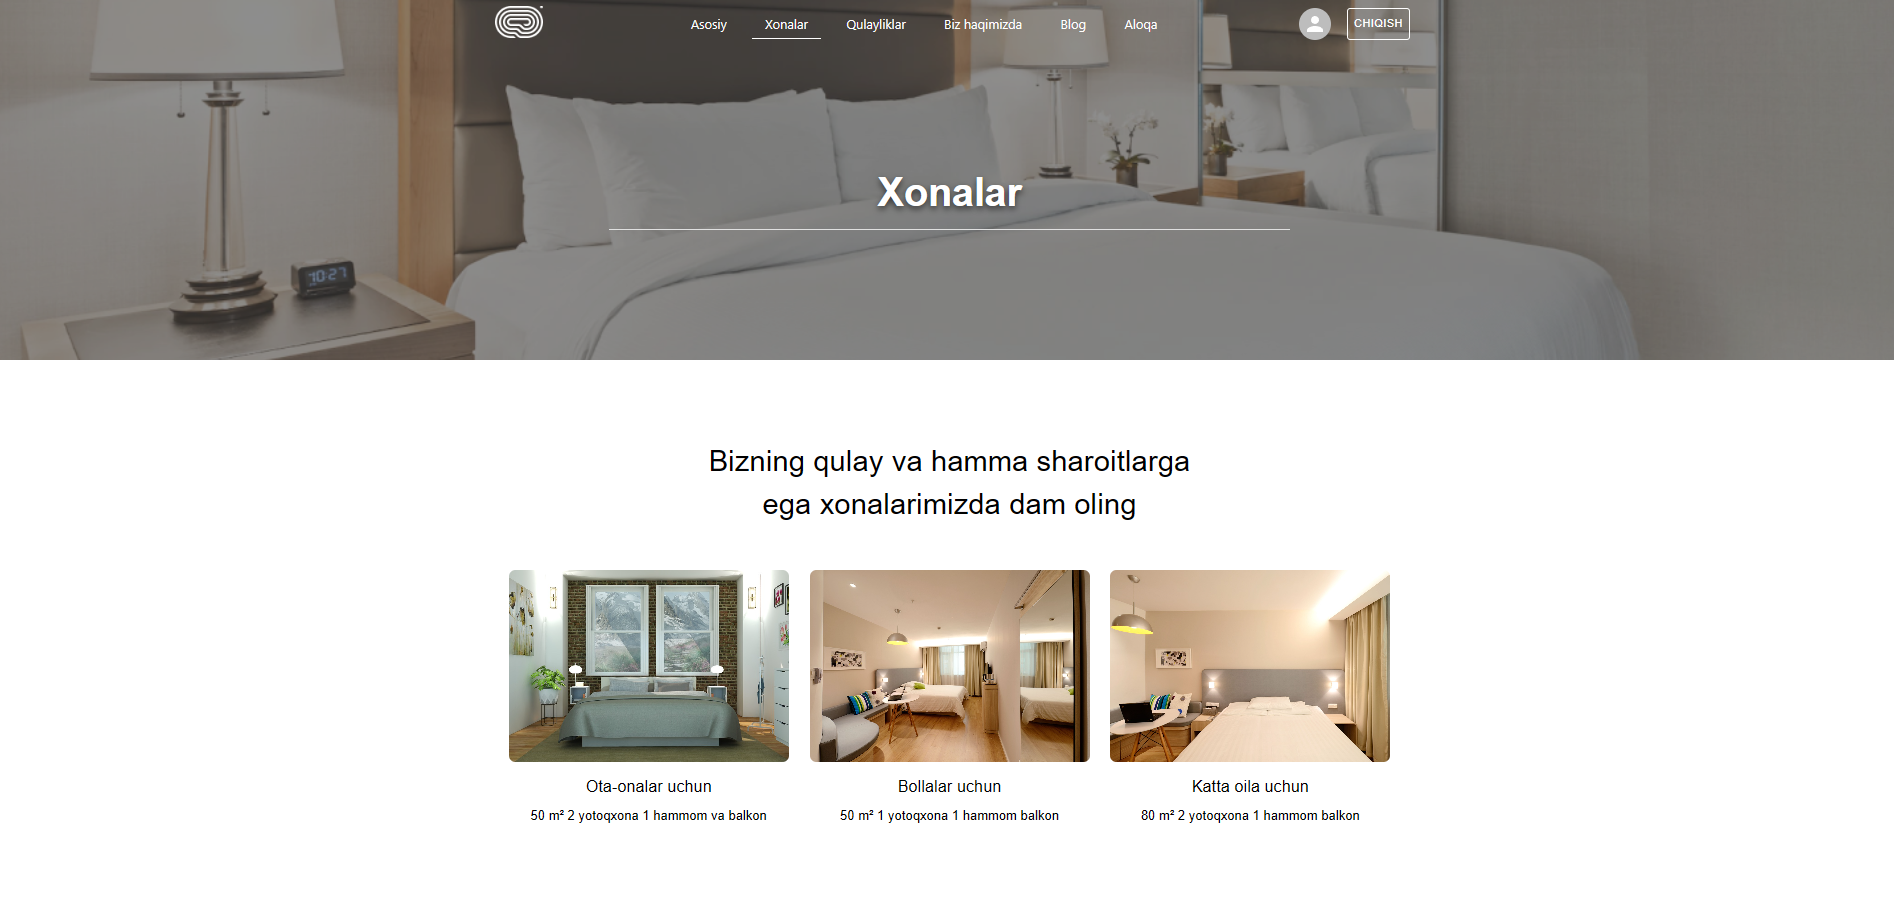 Asosiy Xonalar Qulayliklar Biz haqimizda Blog Aloqa CHIQISH
Xonalar
10:27
Bizning qulay va hamma sharoitlarga
ega xonalarimizda dam oling
Ota-onalar uchun
50 m² 2 yotoqxona 1 hammom va balkon
Bollalar uchun
50 m² 1 yotoqxona 1 hammom balkon
Katta oila uchun
80 m² 2 yotoqxona 1 hammom balkon